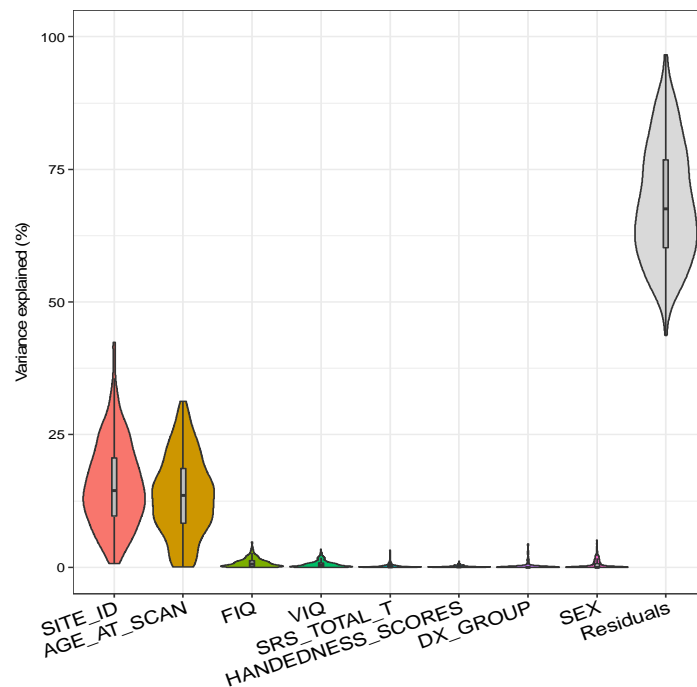 100
75
50
25
0
Variance explained (%)
SITE_ID
AGE_AT_SCAN
FIQ
VIQ
SRS_TOTAL_T
HANDEDNESS_SCORES
DX_GROUP
SEX
Residuals